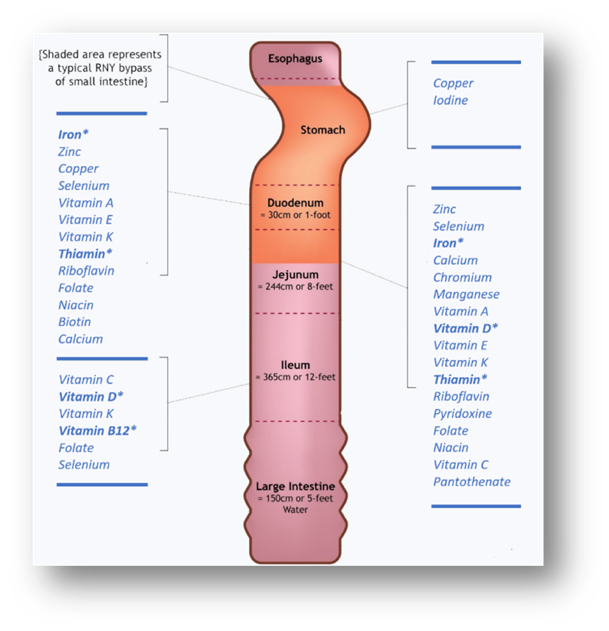 {Shaded area represents
a typical RNY bypass
of small intestine}
Iron*
Zinc
Copper
Selenium
Vitamin A
Vitamin E
Vitamin K
Thiamin*
Riboflavin
Folate
Niacin
Biotin
Calcium
Vitamin C
Vitamin D*
Vitamin K
Vitamin B12*
Folate
Selenium
Esophagus
Stomach
Duodenum
= 30cm or 1-foot
Jejunum
= 244cm or 8-feet
Ileum
= 365cm or 12-feet
Large Intestine
= 150cm or 5-feet
Water
Copper
Iodine
Zinc
Selenium
Iron*
Calcium
Chromium
Manganese
Vitamin A
Vitamin D*
Vitamin E
Vitamin K
Thiamin*
Riboflavin
Pyridoxine
Folate
Niacin
Vitamin C
Pantothenate